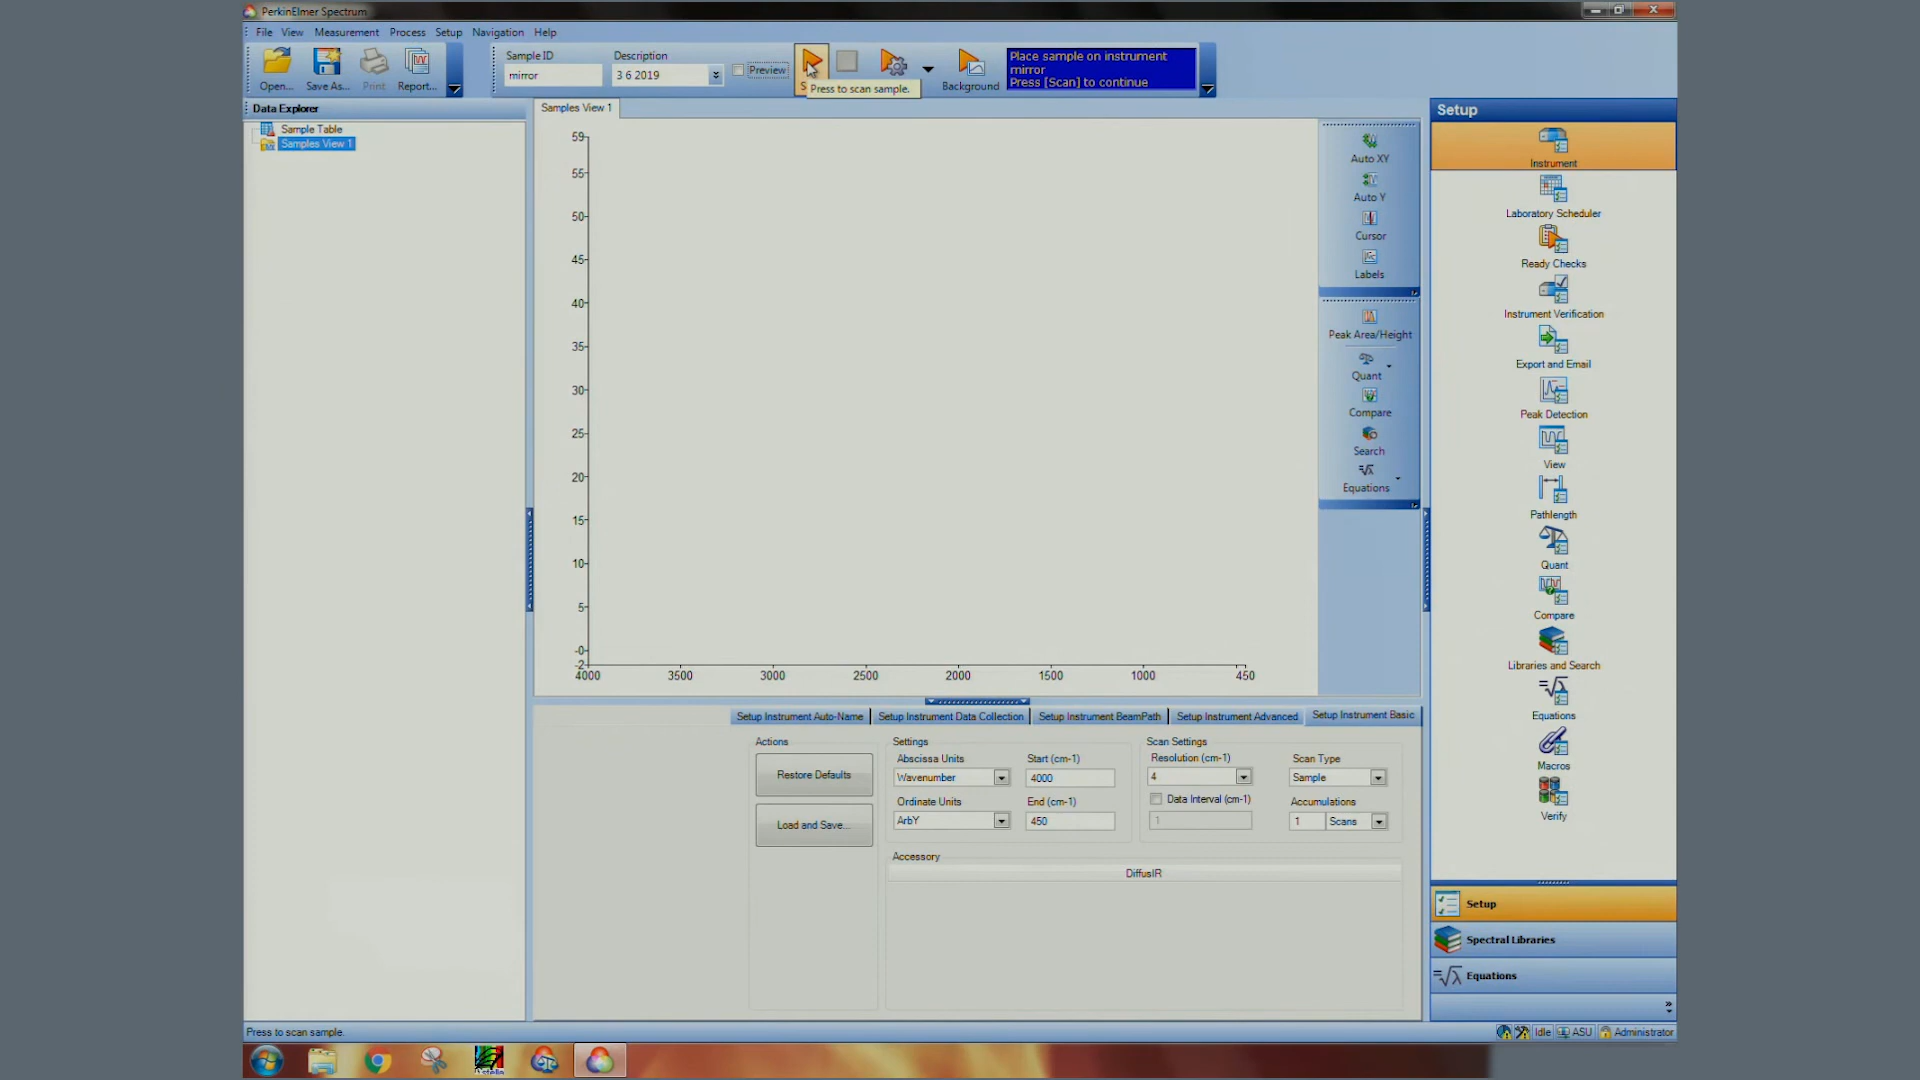 PerkinElmer Spectrum
File View Measurement Process Setup Navigation Help
Open... Save As... Print Report...
Sample ID
mirror
Description
3 6 2019
Preview
Press to scan sample.
Background
Place sample on instrument
mirror
Press [Scan] to continue
Data Explorer
Sample Table
Samples View 1
Samples View 1
59
55
50
45
40
35
30
25
20
15
10
5
-0
-2
4000 3500 3000 2500 2000 1500 1000 450
Auto XY
Auto Y
Cursor
Labels
Peak Area/Height
Quant
Compare
Search
Equations
Setup Instrument Auto-Name Setup Instrument Data Collection Setup Instrument BeamPath Setup Instrument Advanced Setup Instrument Basic
Actions
Restore Defaults
Load and Save...
Settings
Abscissa Units
Wavenumber
Start (cm-1)
4000
Ordinate Units
ArbY
End (cm-1)
450
Scan Settings
Resolution (cm-1)
4
Scan Type
Sample
Data Interval (cm-1)
1
Accumulations
1 Scans
Accessory
DiffusIR
Setup
Instrument
Laboratory Scheduler
Ready Checks
Instrument Verification
Export and Email
Peak Detection
View
Pathlength
Quant
Compare
Libraries and Search
Equations
Macros
Verify
Setup
Spectral Libraries
Equations
Press to scan sample.
Idle ASU Administrator